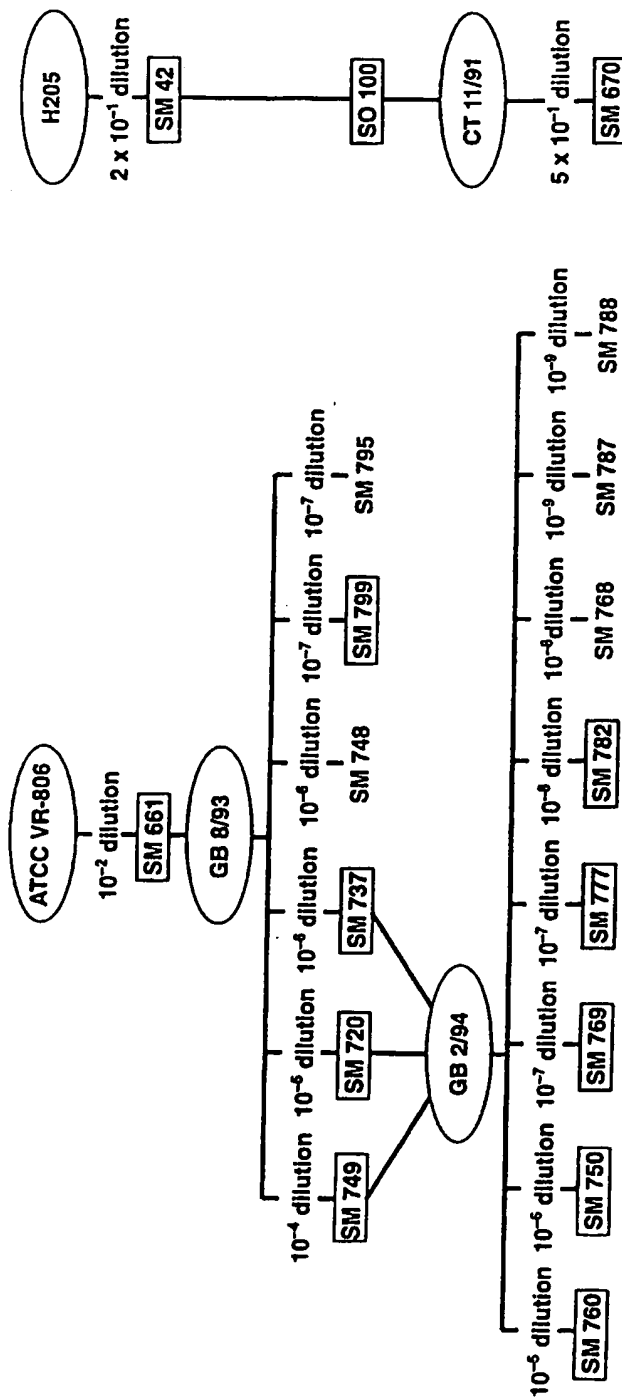 ATCC VR-806
10⁻² dilution
SM 661
GB 8/93
10⁻⁴ dilution 10⁻⁵ dilution 10⁻⁶ dilution 10⁻⁶ dilution 10⁻⁷ dilution 10⁻⁷ dilution
SM 749 SM 720 SM 737 SM 748 SM 799 SM 795
GB 2/94
10⁻⁵ dilution dilution 10⁻⁷ dilution 10⁻⁷ dilution dilution 10⁻⁸ dilution 10⁻⁹ dilution 10⁻⁹ dilution
SM 760 SM 750 SM 769 SM 777 SM 782 SM 768 SM 787 SM 788
H205
2 x 10⁻¹ dilution
SM 42
SO 100
CT 11/91
5 x 10⁻¹ dilution
SM 670